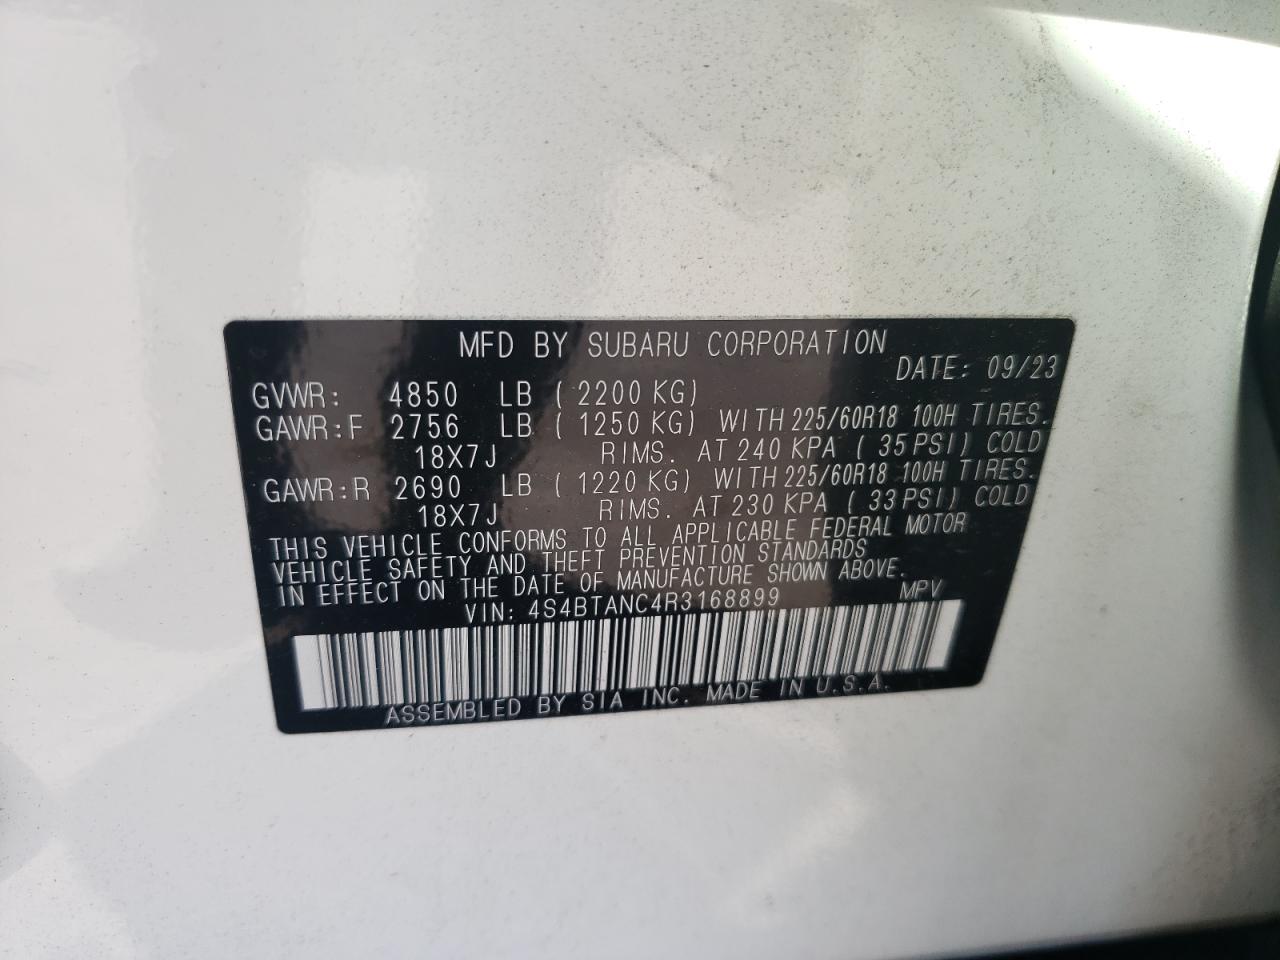 MFD BY SUBARU CORPORATION
DATE: 09/23
GVWR: 4850 LB (2200 KG)
GAWR:F 2756 LB (1250 KG) WITH 225/60R18 100H TIRES.
18X7J RIMS. AT 240 KPA (35 PSI) COLD
GAWR:R 2690 LB (1220 KG) WITH 225/60R18 100H TIRES.
18X7J RIMS. AT 230 KPA (33 PSI) COLD
THIS VEHICLE CONFORMS TO ALL APPLICABLE FEDERAL MOTOR
VEHICLE SAFETY AND THEFT PREVENTION STANDARDS
IN EFFECT ON THE DATE OF MANUFACTURE SHOWN ABOVE.
VIN: 4S4BTANC4R3168899 MPV
ASSEMBLED BY SIA INC. MADE IN U.S.A.